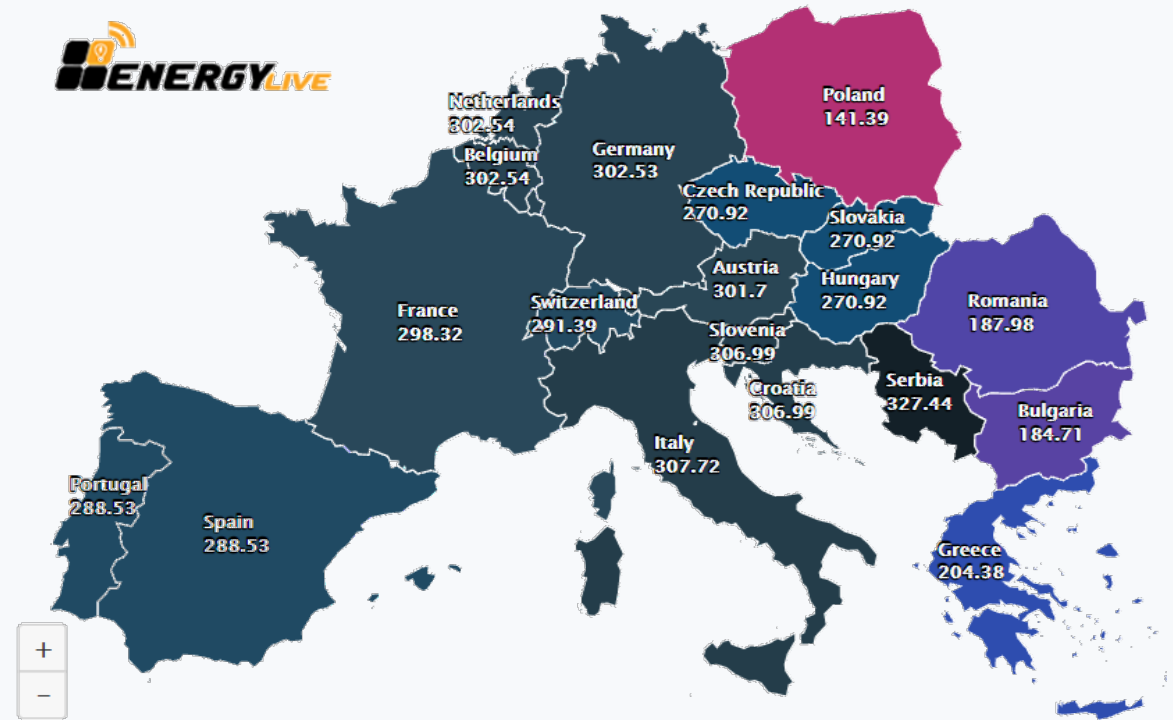 ENERGYLIVE
Poland
141.39
Netherlands
302.54
Germany
302.53
Belgium
302.54
Czech Republic
270.92
Slovakia
270.92
Austria
301.7
Hungary
270.92
Switzerland
291.39
France
298.32
Romania
187.98
Slovenia
306.99
Serbia
327.44
Croatia
306.99
Bulgaria
184.71
Italy
307.72
Portugal
288.53
Spain
288.53
Greece
204.38
+
−